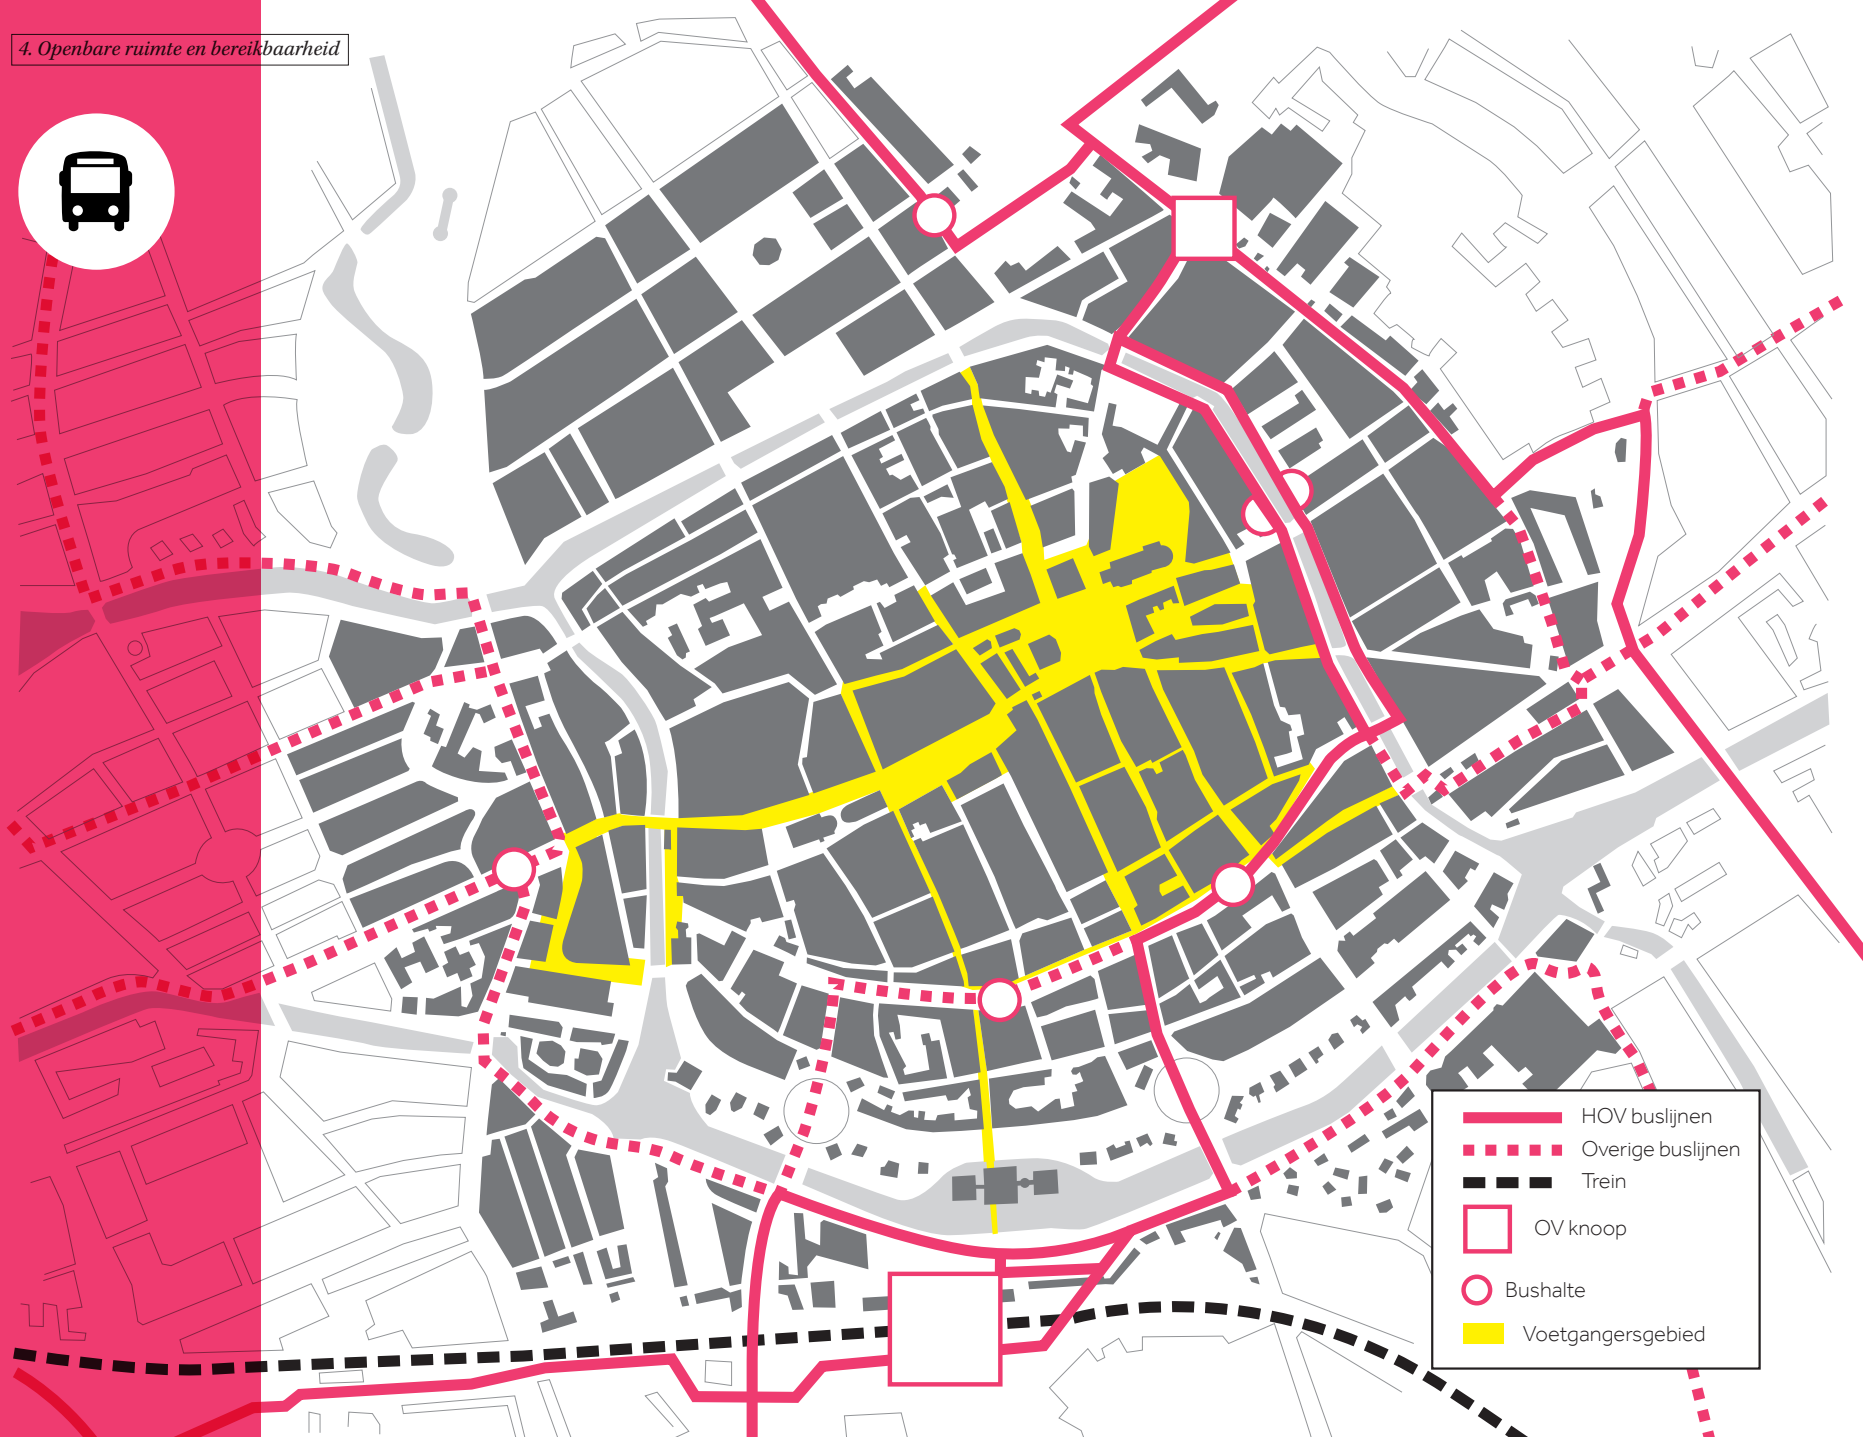 4. Openbare ruimte en bereikbaarheid
HOV buslijnen
Overige buslijnen
Trein
OV knoop
Bushalte
Voetgangersgebied